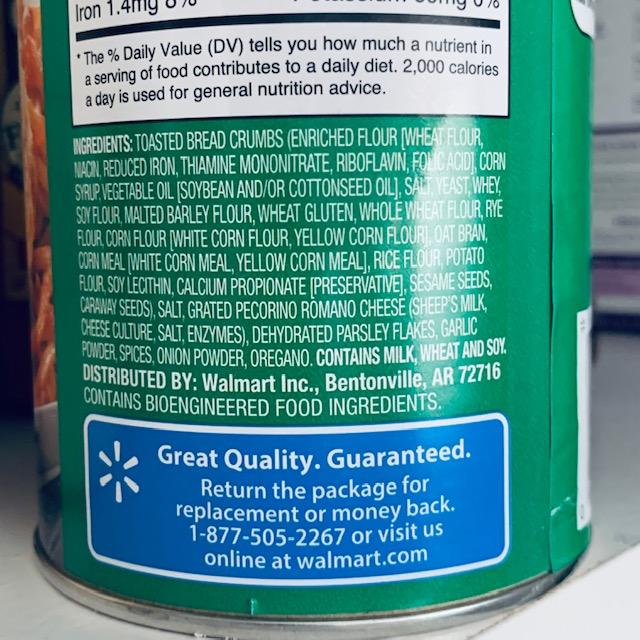 Iron 1.4mg 8%
Potassium 60mg 0%
* The % Daily Value (DV) tells you how much a nutrient in
a serving of food contributes to a daily diet. 2,000 calories
a day is used for general nutrition advice.
INGREDIENTS: TOASTED BREAD CRUMBS (ENRICHED FLOUR [WHEAT FLOUR,
NIACIN, REDUCED IRON, THIAMINE MONONITRATE, RIBOFLAVIN, FOLIC ACID], CORN
SYRUP, VEGETABLE OIL [SOYBEAN AND/OR COTTONSEED OIL], SALT, YEAST, WHEY,
SOY FLOUR, MALTED BARLEY FLOUR, WHEAT GLUTEN, WHOLE WHEAT FLOUR, RYE
FLOUR, CORN FLOUR [WHITE CORN FLOUR, YELLOW CORN FLOUR], OAT BRAN,
CORN MEAL [WHITE CORN MEAL, YELLOW CORN MEAL], RICE FLOUR, POTATO
FLOUR, SOY LECITHIN, CALCIUM PROPIONATE [PRESERVATIVE], SESAME SEEDS,
CARAWAY SEEDS), SALT, GRATED PECORINO ROMANO CHEESE (SHEEP'S MILK,
CHEESE CULTURE, SALT, ENZYMES), DEHYDRATED PARSLEY FLAKES, GARLIC
POWDER, SPICES, ONION POWDER, OREGANO. CONTAINS MILK, WHEAT AND SOY.
DISTRIBUTED BY: Walmart Inc., Bentonville, AR 72716
CONTAINS BIOENGINEERED FOOD INGREDIENTS.
Great Quality. Guaranteed.
Return the package for
replacement or money back.
1-877-505-2267 or visit us
online at walmart.com